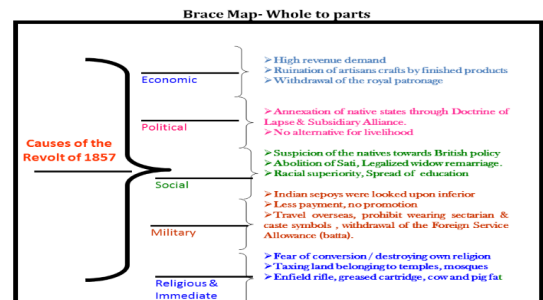 Brace Map- Whole to parts
Causes of the
Revolt of 1857
Economic
➢High revenue demand
➢Ruination of artisans crafts by finished products
➢Withdrawal of the royal patronage
Political
➢Annexation of native states through Doctrine of
Lapse & Subsidiary Alliance.
➢No alternative for livelihood
Social
➢Suspicion of the natives towards British policy
➢Abolition of Sati, Legalized widow remarriage.
➢Racial superiority, Spread of education
Military
➢Indian sepoys were looked upon inferior
➢Less payment, no promotion
➢Travel overseas, prohibit wearing sectarian &
caste symbols , withdrawal of the Foreign Service
Allowance (batta).
Religious &
Immediate
➢Fear of conversion/ destroying own religion
➢Taxing land belonging to temples, mosques
➢Enfield rifle, greased cartridge, cow and pig fat